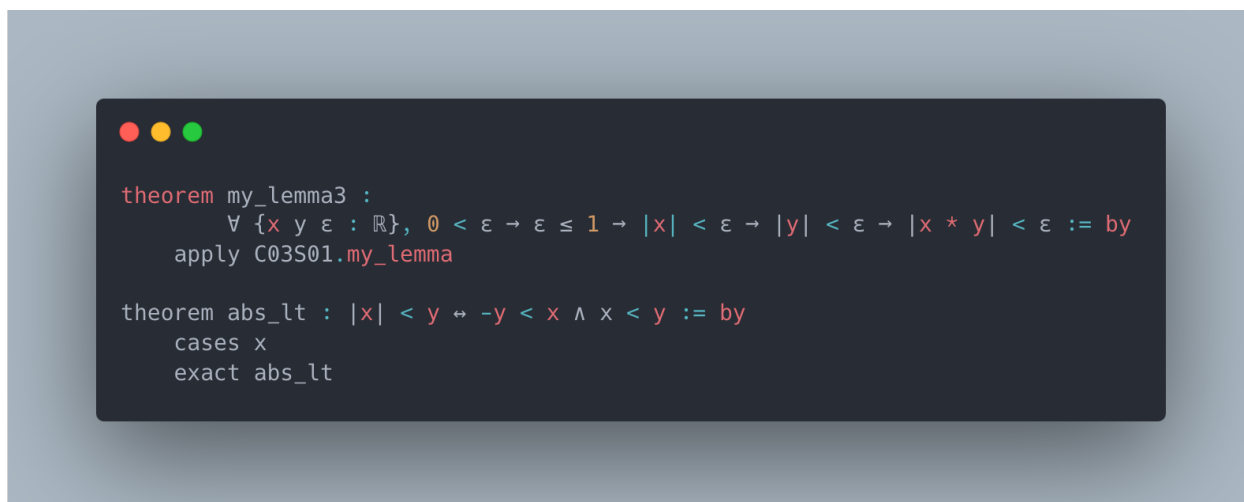 theorem my_lemma3 :
∀ {x y ε : ℝ}, 0 < ε → ε ≤ 1 → |x| < ε → |y| < ε → |x * y| < ε := by
apply C03S01.my_lemma
theorem abs_lt : |x| < y ↔ -y < x ∧ x < y := by
cases x
exact abs_lt